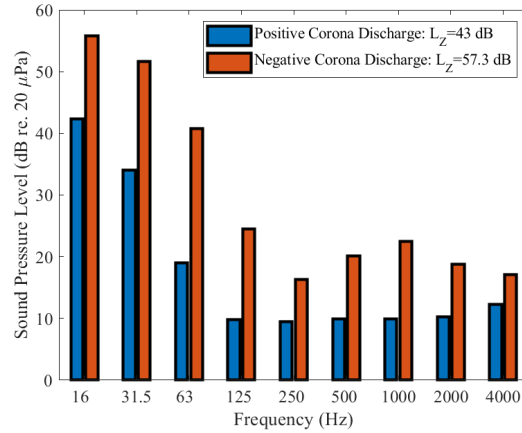 Positive Corona Discharge: L_Z=43 dB
Negative Corona Discharge: L_Z=57.3 dB
Sound Pressure Level (dB re. 20 μPa)
60
50
40
30
20
10
0
16 31.5 63 125 250 500 1000 2000 4000
Frequency (Hz)